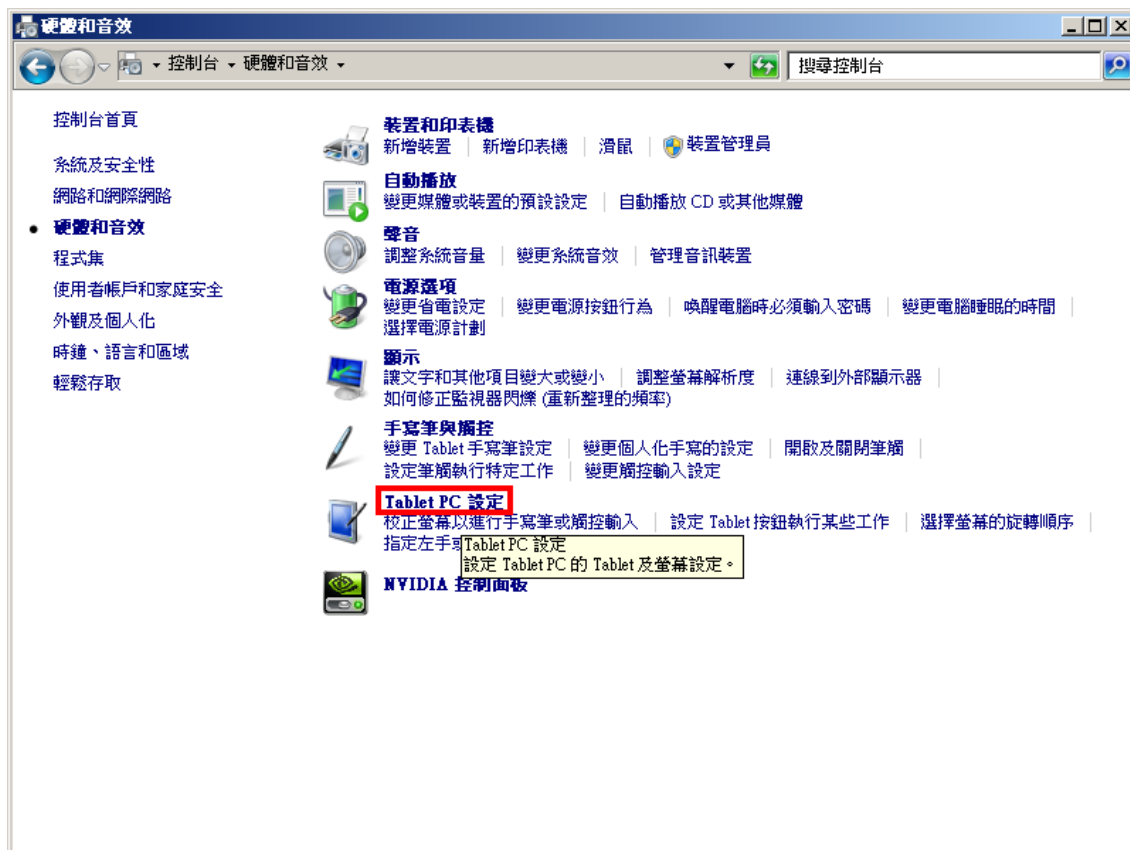 硬體和音效
控制台 硬體和音效
搜尋控制台
控制台首頁
系統及安全性
網路和網際網路
硬體和音效
程式集
使用者帳戶和家庭安全
外觀及個人化
時鐘、語言和區域
輕鬆存取
裝置和印表機
新增裝置 新增印表機 滑鼠 裝置管理員
自動播放
變更媒體或裝置的預設設定 自動播放 CD 或其他媒體
聲音
調整系統音量 變更系統音效 管理音訊裝置
電源選項
變更省電設定 變更電源按鈕行為 喚醒電腦時必須輸入密碼 變更電腦睡眠的時間
選擇電源計劃
顯示
讓文字和其他項目變大或變小 調整螢幕解析度 連線到外部顯示器
如何修正監視器閃爍 (重新整理的頻率)
手寫筆與觸控
變更 Tablet 手寫筆設定 變更個人化手寫的設定 開啟及關閉筆觸
設定筆觸執行特定工作 變更觸控輸入設定
Tablet PC 設定
校正螢幕以進行手寫筆或觸控輸入 設定 Tablet 按鈕執行某些工作 選擇螢幕的旋轉順序
指定左手或
Tablet PC 設定
設定 Tablet PC 的 Tablet 及螢幕設定。
NVIDIA 控制面板